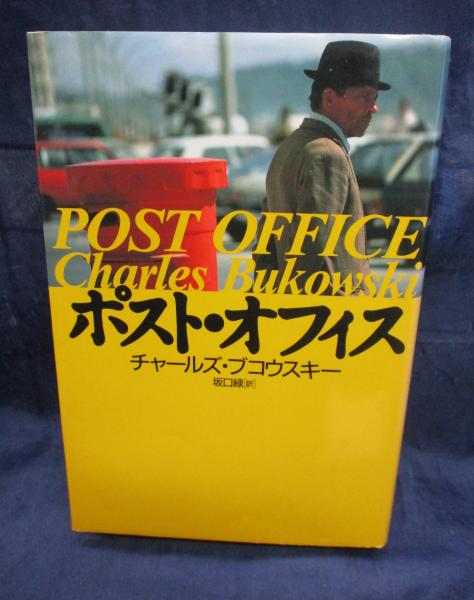 POST OFFICE
Charles Bukowski
ポスト・オフィス
チャールズ・ブコウスキー
坂口緑[訳]